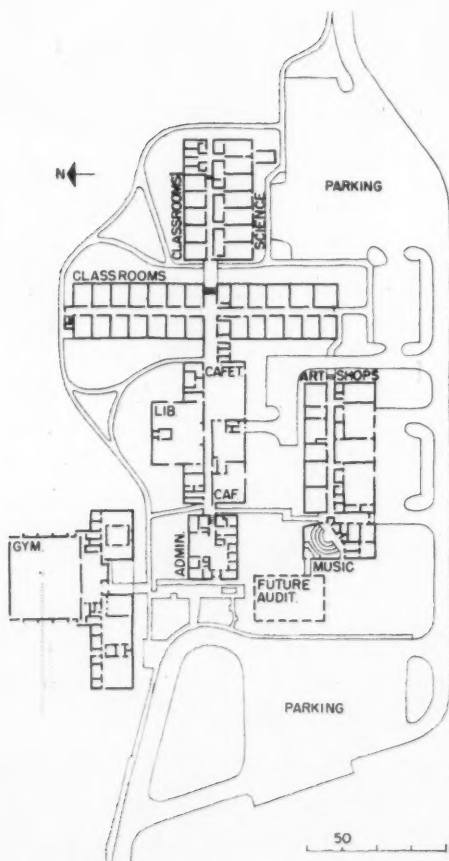 PARKING
N
CLASSROOMS
SCIENCE
CLASSROOMS
CAFET
ART
SHOPS
LIB.
CAF.
GYM.
ADMIN.
MUSIC
FUTURE
AUDIT.
PARKING
50